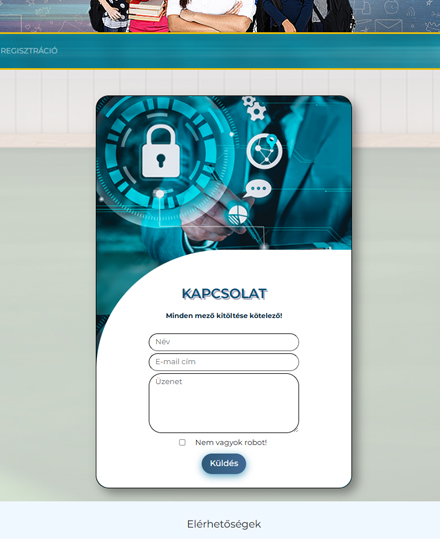 REGISZTRÁCIÓ
KAPCSOLAT
Minden mező kitöltése kötelező!
Név
E-mail cím
Üzenet
Nem vagyok robot!
Küldés
Elérhetőségek